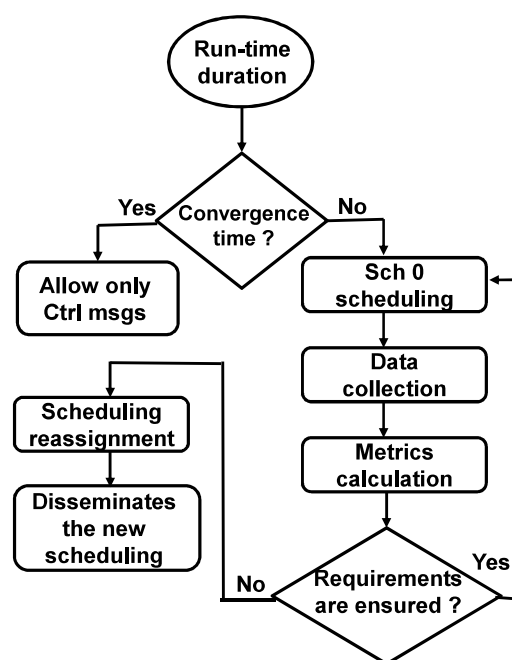 Run-time
duration
Yes
Convergence
time ?
No
Allow only
Ctrl msgs
Sch 0
scheduling
Data
collection
Scheduling
reassignment
Metrics
calculation
Disseminates
the new
scheduling
No
Requirements
are ensured ?
Yes